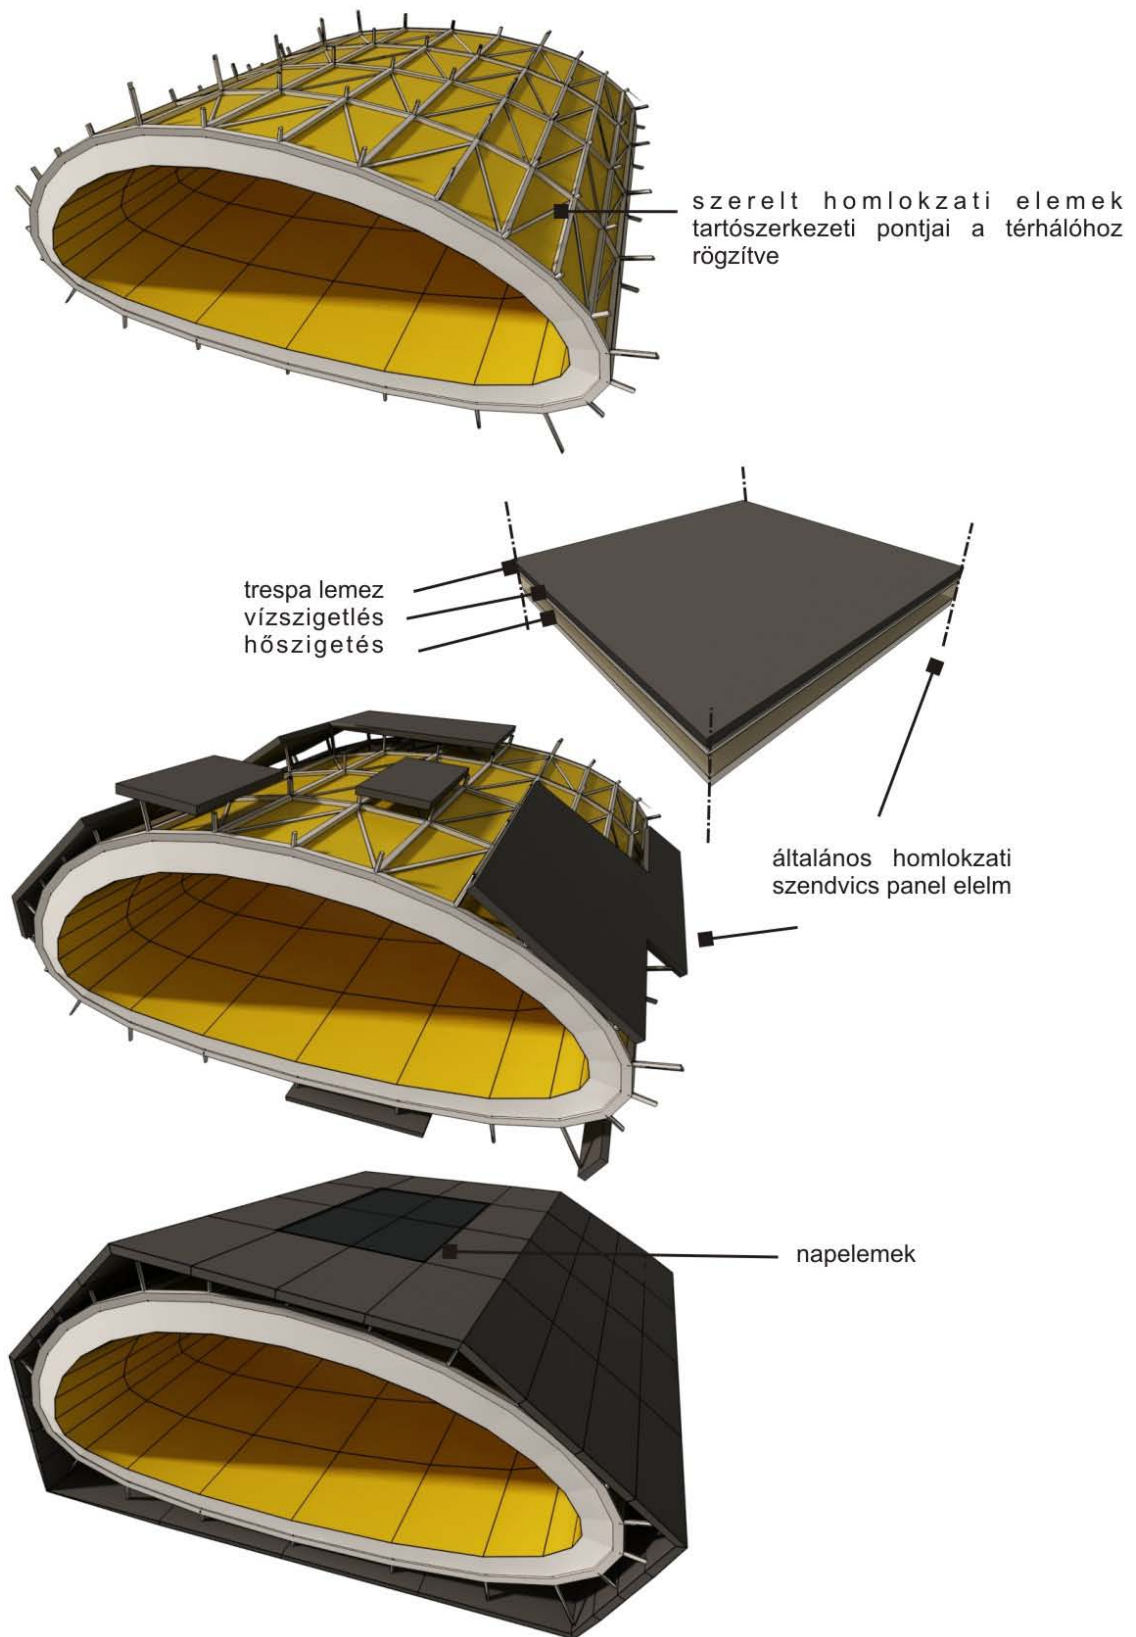 szerelt homlokzati elemek
tartószerkezeti pontjai a térhálóhoz
rögzítve
trespa lemez
vízszigetlés
hőszigetés
általános homlokzati
szendvics panel elelm
napelemek